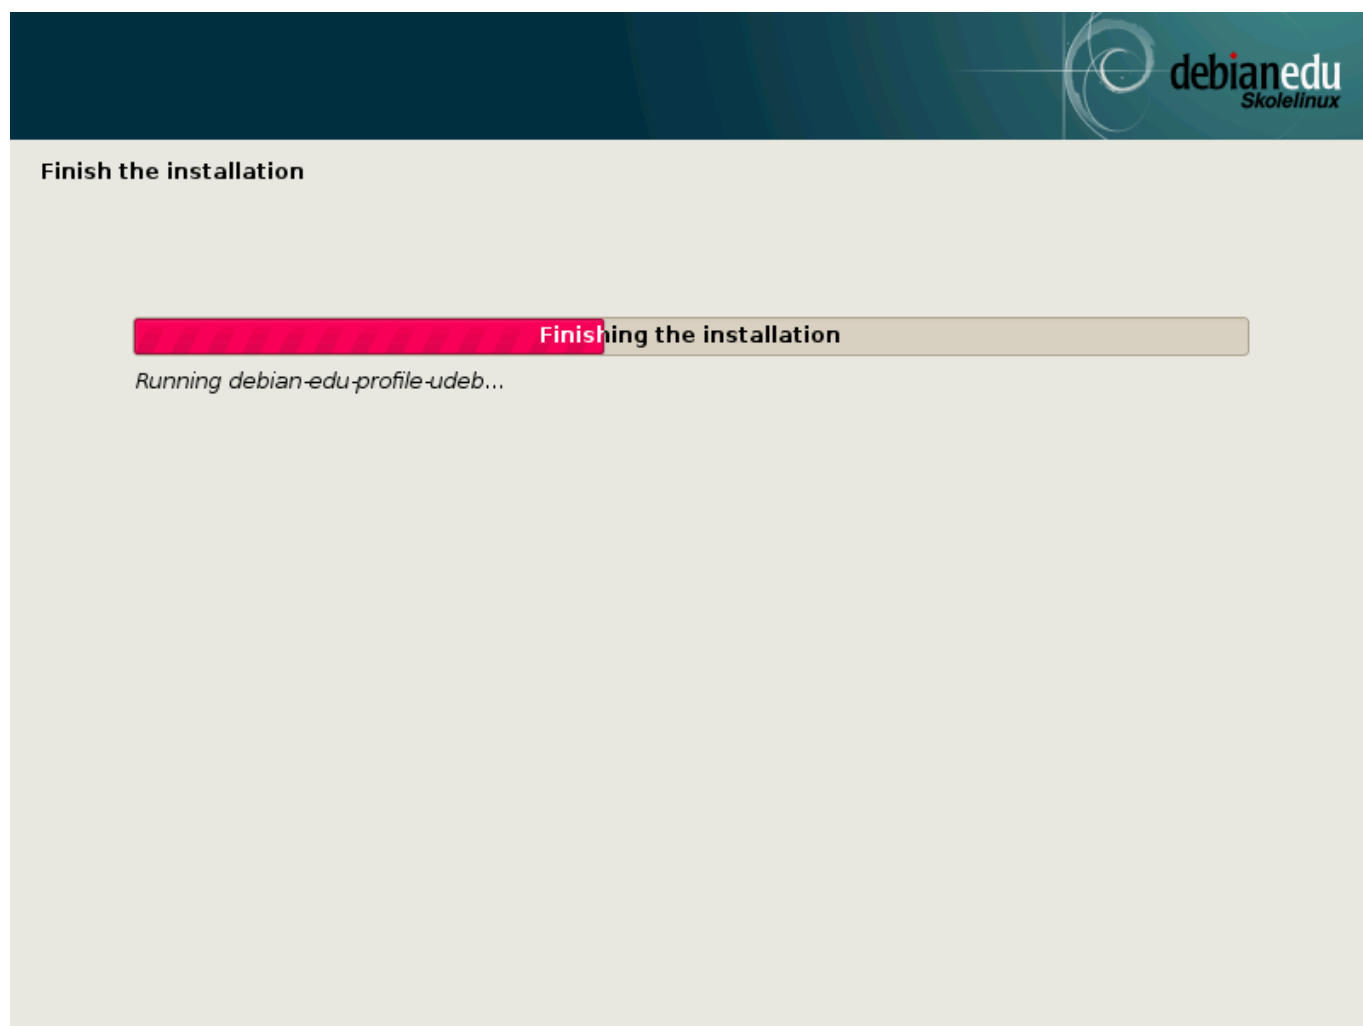 debianedu
Skolelinux
Finish the installation
Finishing the installation
Running debian-edu-profile-udeb...